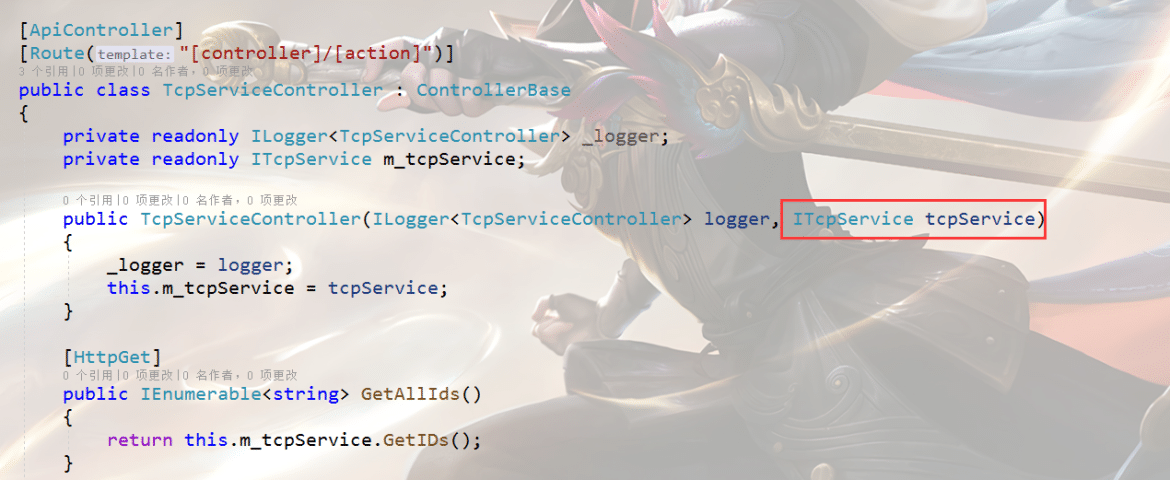 [ApiController]
[Route(template: "[controller]/[action]")]
3 个引用|0 项更改|0 名作者，0 项更改
public class TcpServiceController : ControllerBase
{
private readonly ILogger<TcpServiceController> _logger;
private readonly ITcpService m_tcpService;
0 个引用|0 项更改|0 名作者，0 项更改
public TcpServiceController(ILogger<TcpServiceController> logger, ITcpService tcpService)
{
_logger = logger;
this.m_tcpService = tcpService;
}
[HttpGet]
0 个引用|0 项更改|0 名作者，0 项更改
public IEnumerable<string> GetAllIds()
{
return this.m_tcpService.GetIDs();
}